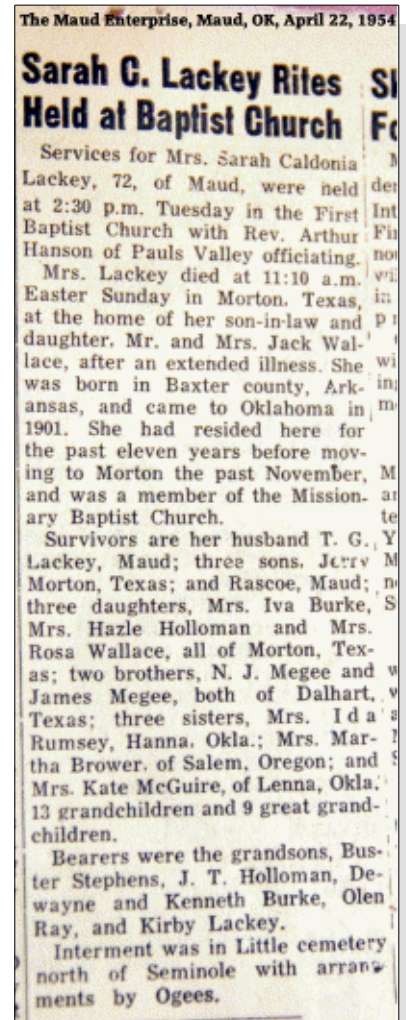 The Maud Enterprise, Maud, OK, April 22, 1954
Sarah C. Lackey Rites
Held at Baptist Church
Services for Mrs. Sarah Caldonia
Lackey, 72, of Maud, were held
at 2:30 p.m. Tuesday in the First
Baptist Church with Rev. Arthur
Hanson of Pauls Valley officiating.
Mrs. Lackey died at 11:10 a.m.
Easter Sunday in Morton, Texas,
at the home of her son-in-law and
daughter, Mr. and Mrs. Jack Wal-
lace, after an extended illness. She
was born in Baxter county, Ark-
ansas, and came to Oklahoma in
1901. She had resided here for
the past eleven years before mov-
ing to Morton the past November,
and was a member of the Mission-
ary Baptist Church.
Survivors are her husband T. G.
Lackey, Maud; three sons, Jerry
Morton, Texas; and Rascoe, Maud;
three daughters, Mrs. Iva Burke,
Mrs. Hazle Holloman and Mrs.
Rosa Wallace, all of Morton, Tex-
as; two brothers, N. J. Megee and
James Megee, both of Dalhart,
Texas; three sisters, Mrs. Ida
Rumsey, Hanna, Okla.; Mrs. Mar-
tha Brower, of Salem, Oregon; and
Mrs. Kate McGuire, of Lenna, Okla.
13 grandchildren and 9 great grand-
children.
Bearers were the grandsons, Bus-
ter Stephens, J. T. Holloman, De-
wayne and Kenneth Burke, Olen
Ray, and Kirby Lackey.
Interment was in Little cemetery
north of Seminole with arrang-
ments by Ogees.